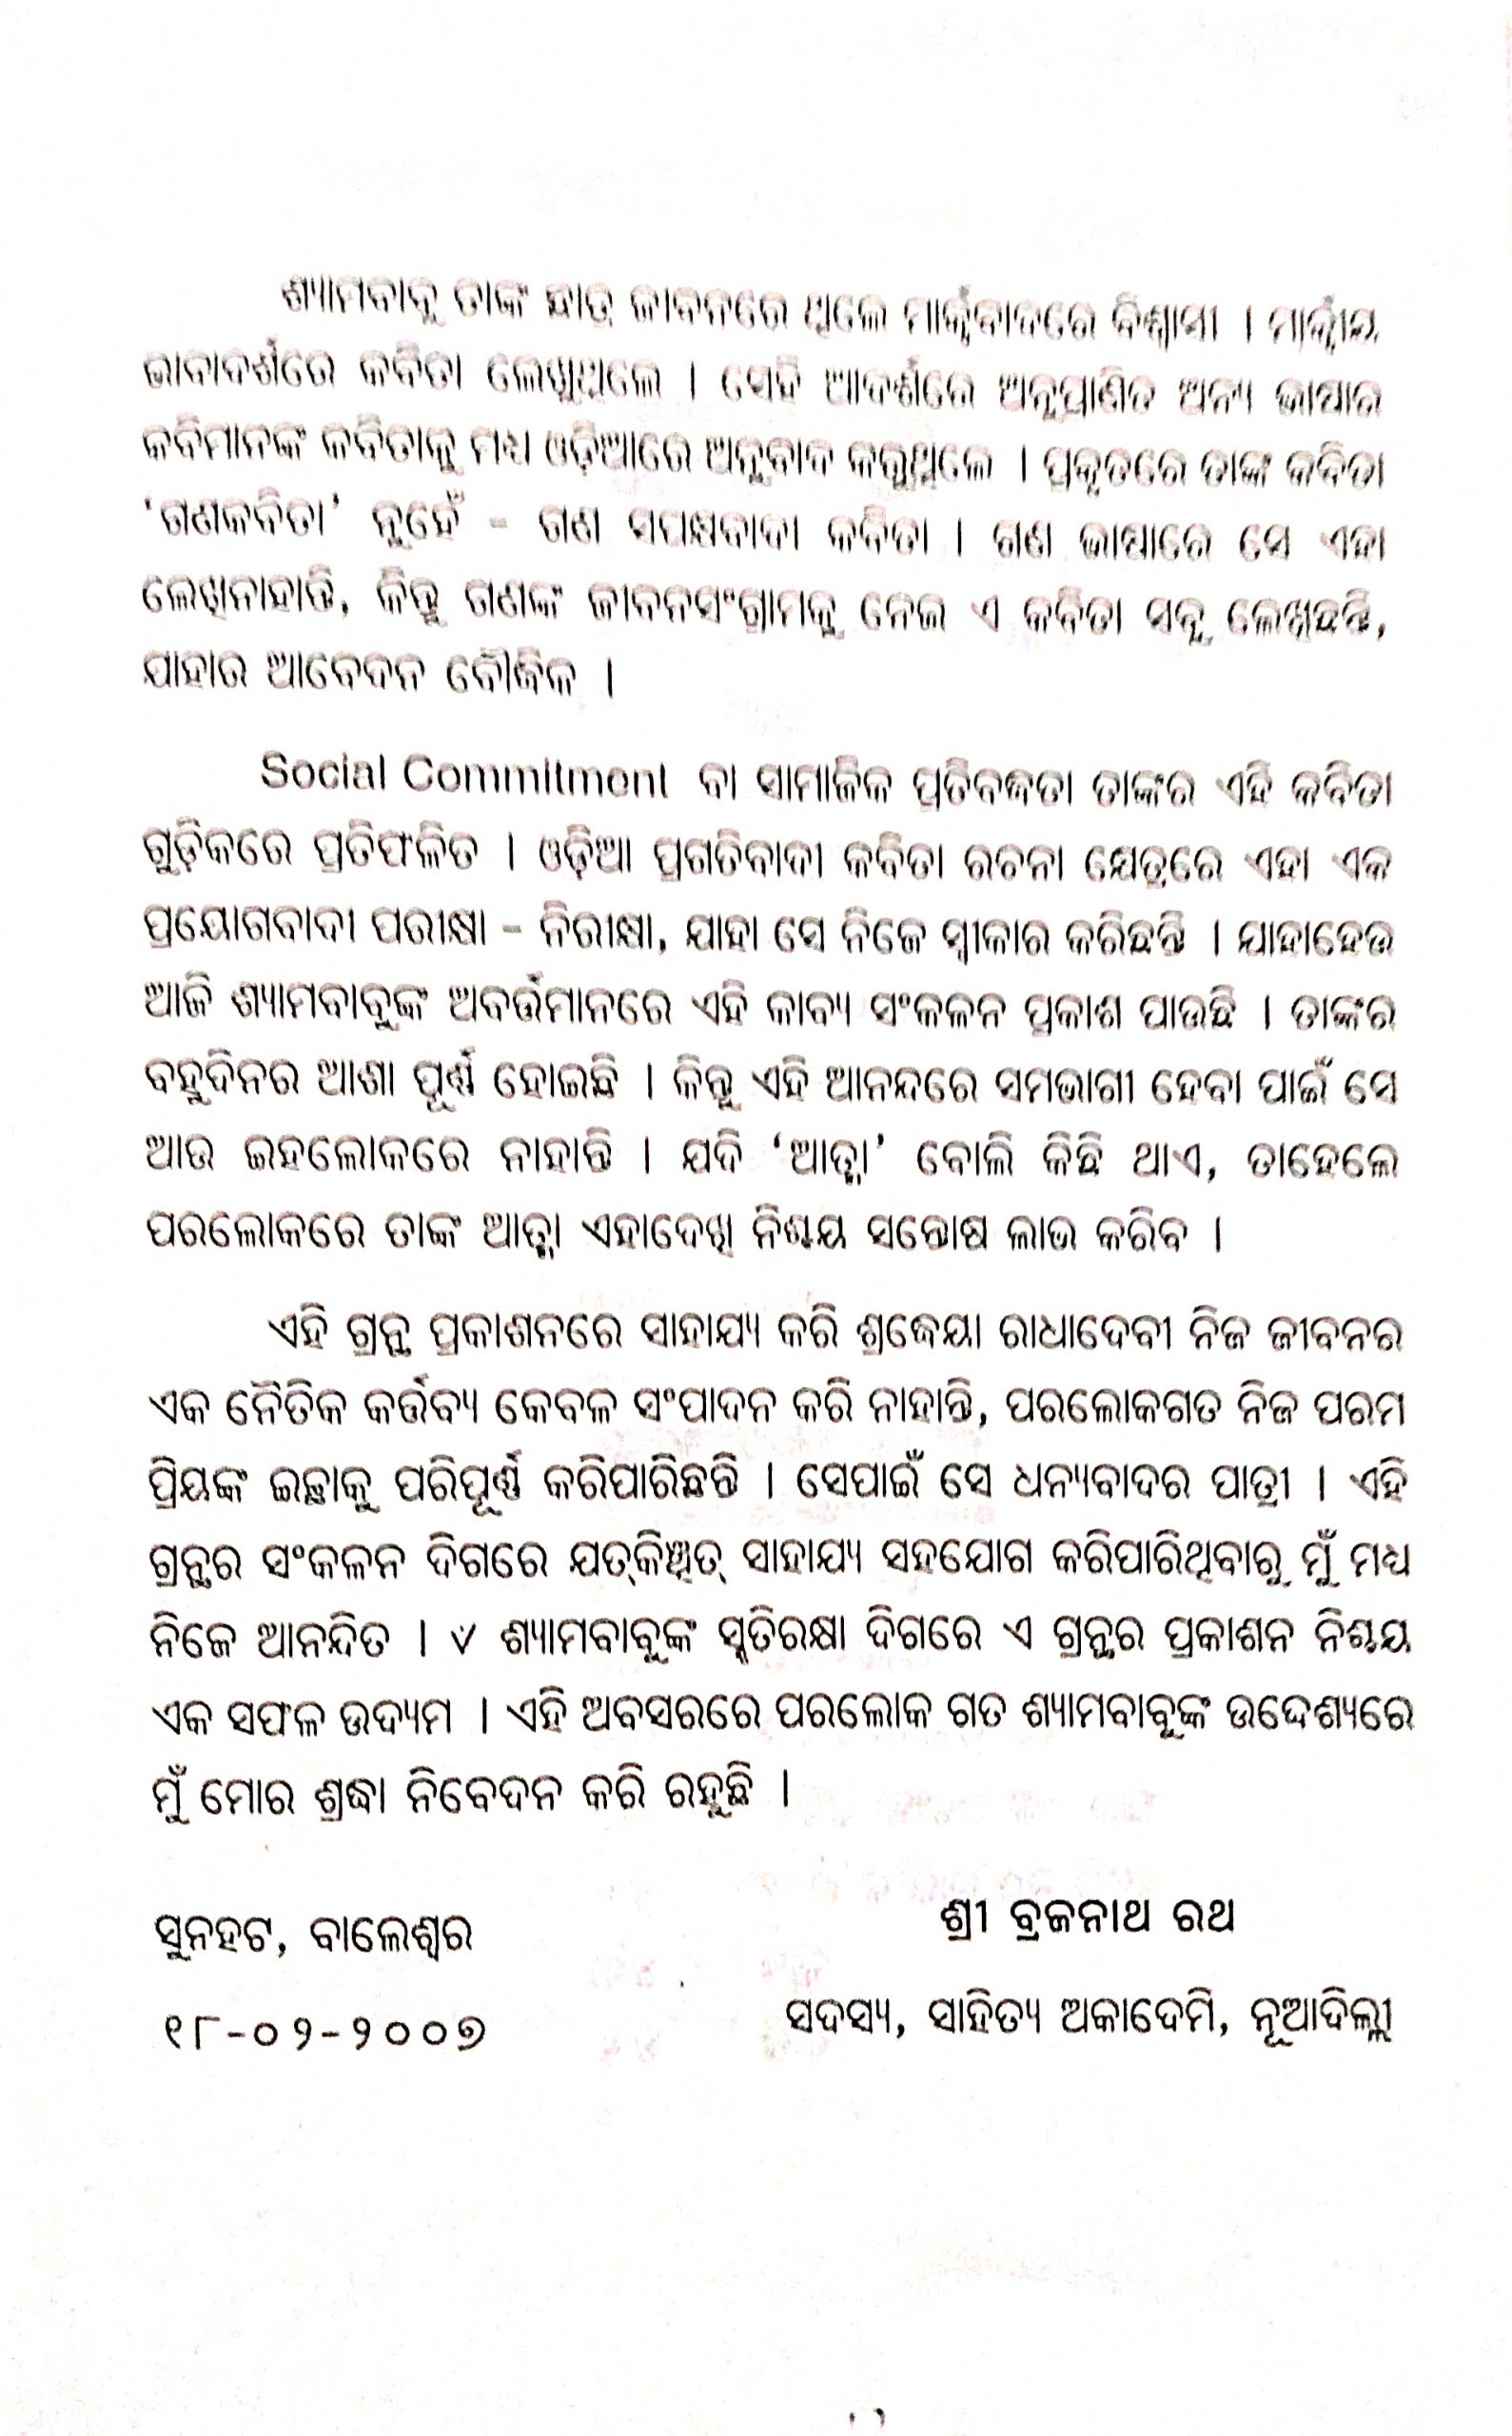 ଶ୍ୟାମବାବୁ ତାଙ୍କ ଛାତ୍ର ଜୀବନରେ ଥିଲେ ମାର୍କ୍ସବାଦରେ ବିଶ୍ୱାସୀ । ମାର୍କ୍ସୀୟ
ଭାବାଦର୍ଶରେ କବିତା ଲେଖୁଥିଲେ । ସେହି ଆଦର୍ଶରେ ଅନୁପ୍ରାଣିତ ଅନ୍ୟ ଭାଷାର
କବିମାନଙ୍କ କବିତାକୁ ମଧ୍ୟ ଓଡ଼ିଆରେ ଅନୁବାଦ କରୁଥିଲେ । ପ୍ରକୃତରେ ତାଙ୍କ କବିତା
‘ଗଣକବିତା’ ନୁହେଁ - ଗଣ ସପକ୍ଷବାଦୀ କବିତା । ଗଣ ଭାଷାରେ ସେ ଏହା
ଲେଖିନାହାନ୍ତି, କିନ୍ତୁ ଗଣଙ୍କ ଜୀବନସଂଗ୍ରାମକୁ ନେଇ ଏ କବିତା ସବୁ ଲେଖିଛନ୍ତି,
ଯାହାର ଆବେଦନ ବୌଦ୍ଧିକ ।
Social Commitment ବା ସାମାଜିକ ପ୍ରତିବଦ୍ଧତା ତାଙ୍କର ଏହି କବିତା
ଗୁଡ଼ିକରେ ପ୍ରତିଫଳିତ । ଓଡ଼ିଆ ପ୍ରଗତିବାଦୀ କବିତା ରଚନା କ୍ଷେତ୍ରରେ ଏହା ଏକ
ପ୍ରୟୋଗବାଦୀ ପରୀକ୍ଷା - ନିରୀକ୍ଷା, ଯାହା ସେ ନିଜେ ସ୍ୱୀକାର କରିଛନ୍ତି । ଯାହାହେଉ
ଆଜି ଶ୍ୟାମବାବୁଙ୍କ ଅବର୍ତ୍ତମାନରେ ଏହି କାବ୍ୟ ସଂକଳନ ପ୍ରକାଶ ପାଉଛି । ତାଙ୍କର
ବହୁଦିନର ଆଶା ପୂର୍ଣ୍ଣ ହୋଇଛି । କିନ୍ତୁ ଏହି ଆନନ୍ଦରେ ସମଭାଗୀ ହେବା ପାଇଁ ସେ
ଆଉ ଇହଲୋକରେ ନାହାନ୍ତି । ଯଦି ‘ଆତ୍ମା’ ବୋଲି କିଛି ଥାଏ, ତାହେଲେ
ପରଲୋକରେ ତାଙ୍କ ଆତ୍ମା ଏହାଦେଖି ନିଶ୍ଚୟ ସନ୍ତୋଷ ଲାଭ କରିବ ।
ଏହି ଗ୍ରନ୍ଥ ପ୍ରକାଶନରେ ସାହାଯ୍ୟ କରି ଶ୍ରଦ୍ଧେୟା ରାଧାଦେବୀ ନିଜ ଜୀବନର
ଏକ ନୈତିକ କର୍ତ୍ତବ୍ୟ କେବଳ ସଂପାଦନ କରି ନାହାନ୍ତି, ପରଲୋକଗତ ନିଜ ପରମ
ପ୍ରିୟଙ୍କ ଇଚ୍ଛାକୁ ପରିପୂର୍ଣ୍ଣ କରିପାରିଛନ୍ତି । ସେପାଇଁ ସେ ଧନ୍ୟବାଦର ପାତ୍ରୀ । ଏହି
ଗ୍ରନ୍ଥର ସଂକଳନ ଦିଗରେ ଯତ୍‌କିଞ୍ଚିତ୍ ସାହାଯ୍ୟ ସହଯୋଗ କରିପାରିଥିବାରୁ ମୁଁ ମଧ୍ୟ
ନିଜେ ଆନନ୍ଦିତ । ୪ ଶ୍ୟାମବାବୁଙ୍କ ସ୍ମୃତିରକ୍ଷା ଦିଗରେ ଏ ଗ୍ରନ୍ଥର ପ୍ରକାଶନ ନିଶ୍ଚୟ
ଏକ ସଫଳ ଉଦ୍ୟମ । ଏହି ଅବସରରେ ପରଲୋକ ଗତ ଶ୍ୟାମବାବୁଙ୍କ ଉଦ୍ଦେଶ୍ୟରେ
ମୁଁ ମୋର ଶ୍ରଦ୍ଧା ନିବେଦନ କରି ରହୁଛି ।
ଶ୍ରୀ ବ୍ରଜନାଥ ରଥ
ସୁନହଟ, ବାଲେଶ୍ୱର
ସଦସ୍ୟ, ସାହିତ୍ୟ ଅକାଦେମି, ନୂଆଦିଲ୍ଲୀ
୧୮-୦୨-୨୦୦୭